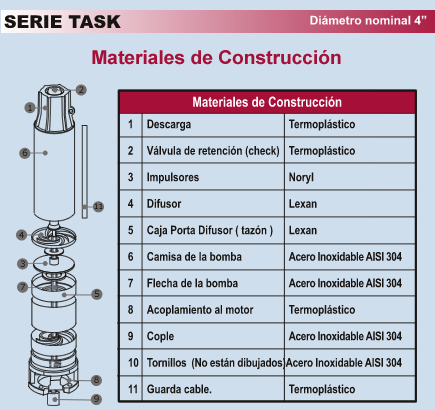 SERIE TASK
Diámetro nominal 4"
Materiales de Construcción
Materiales de Construcción
1 Descarga Termoplástico
2 Válvula de retención (check) Termoplástico
3 Impulsores Noryl
4 Difusor Lexan
5 Caja Porta Difusor ( tazón ) Lexan
6 Camisa de la bomba Acero Inoxidable AISI 304
7 Flecha de la bomba Acero Inoxidable AISI 304
8 Acoplamiento al motor Termoplástico
9 Cople Acero Inoxidable AISI 304
10 Tornillos (No están dibujados) Acero Inoxidable AISI 304
11 Guarda cable. Termoplástico
2
1
6
11
4
3
7
5
8
9